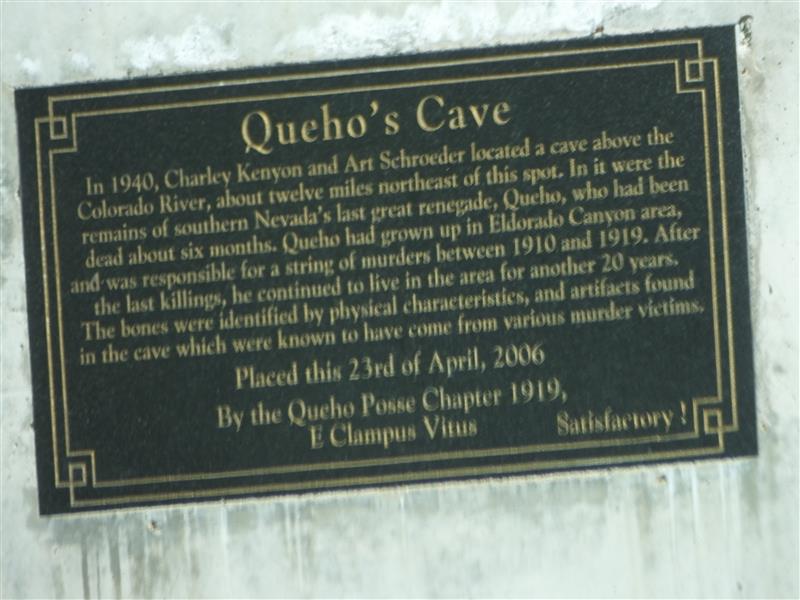 Queho's Cave
In 1940, Charley Kenyon and Art Schroeder located a cave above the
Colorado River, about twelve miles northeast of this spot. In it were the
remains of southern Nevada's last great renegade, Queho, who had been
dead about six months. Queho had grown up in Eldorado Canyon area,
and was responsible for a string of murders between 1910 and 1919. After
the last killings, he continued to live in the area for another 20 years.
The bones were identified by physical characteristics, and artifacts found
in the cave which were known to have come from various murder victims.
Placed this 23rd of April, 2006
By the Queho Posse Chapter 1919,
E Clampus Vitus
Satisfactory!